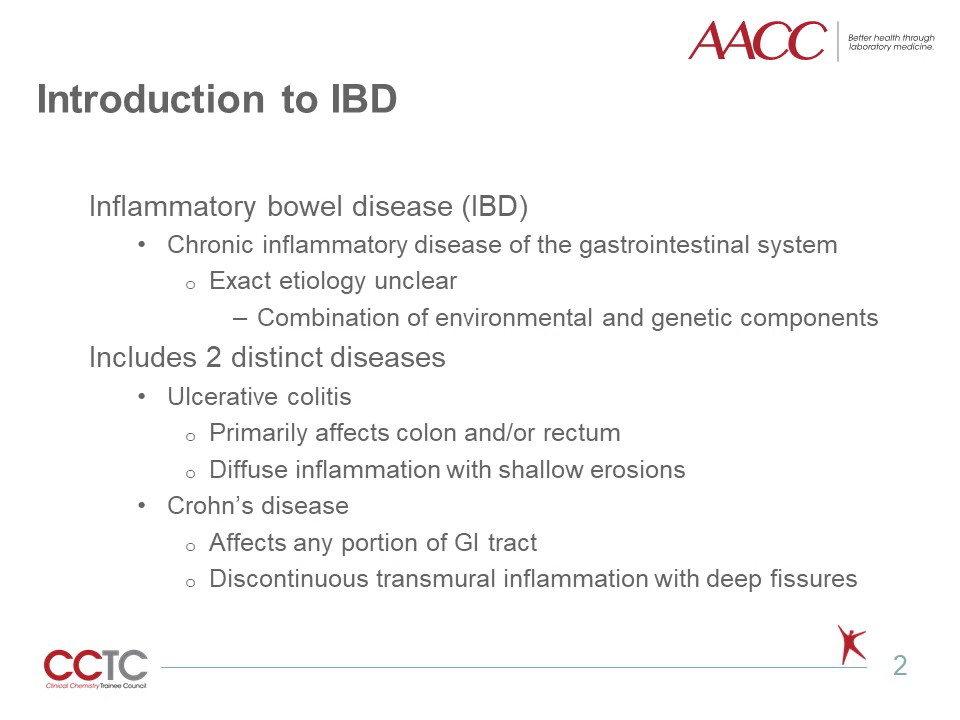 AACC
Better health through
laboratory medicine.
Introduction to IBD
Inflammatory bowel disease (IBD)
• Chronic inflammatory disease of the gastrointestinal system
o Exact etiology unclear
– Combination of environmental and genetic components
Includes 2 distinct diseases
• Ulcerative colitis
o Primarily affects colon and/or rectum
o Diffuse inflammation with shallow erosions
• Crohn’s disease
o Affects any portion of GI tract
o Discontinuous transmural inflammation with deep fissures
CCTC
Clinical Chemistry Trainee Council
2